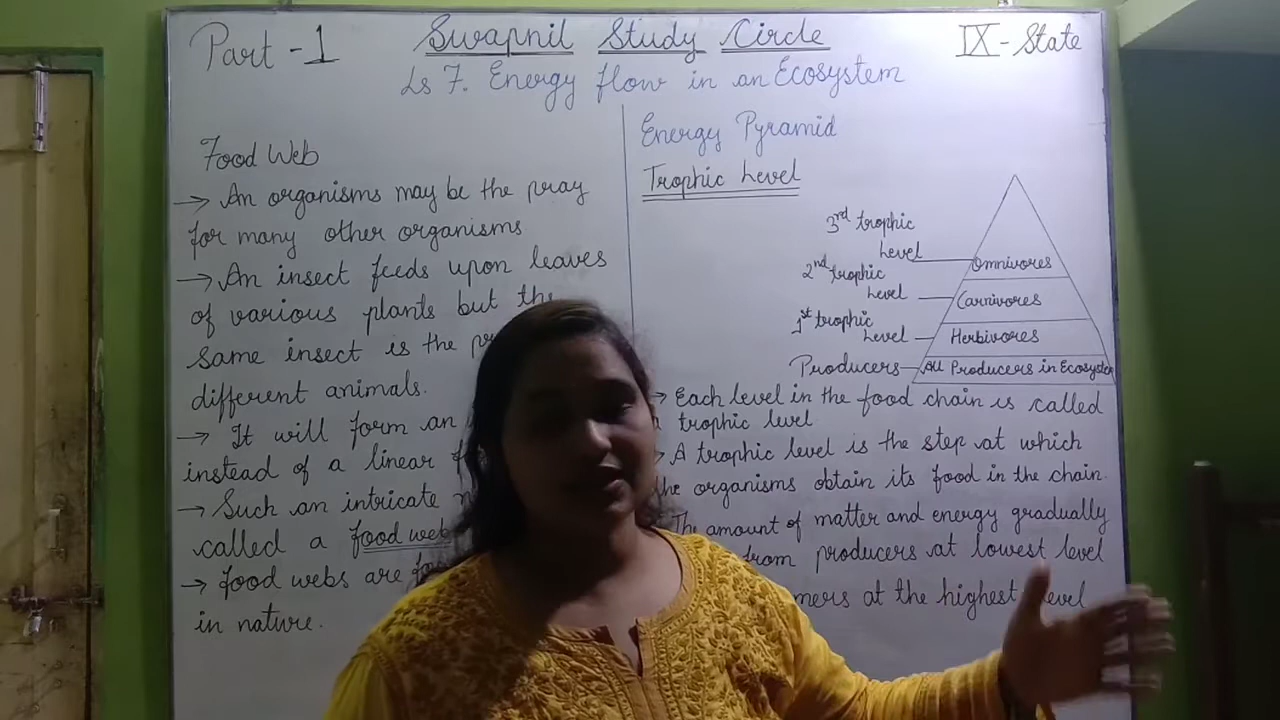 Part -1
Swapnil Study Circle
IX - State
Ls 7. Energy flow in an Ecosystem
Food Web
→ An organisms may be the pray
for many other organisms
→ An insect feeds upon leaves
of various plants but the
same insect is the
different animals.
→ It will form an
instead of a linear
→ Such an intricate
called a food web
→ food webs are
in nature.
Energy Pyramid
Trophic Level
3rd trophic
Level
Omnivores
2nd trophic
Level
Carnivores
1st trophic
Level
Herbivores
Producers
All Producers in Ecosystem
→ Each level in the food chain is called
trophic level
→ A trophic level is the step at which
the organisms obtain its food in the chain.
The amount of matter and energy gradually
from producers at lowest level
at the highest level